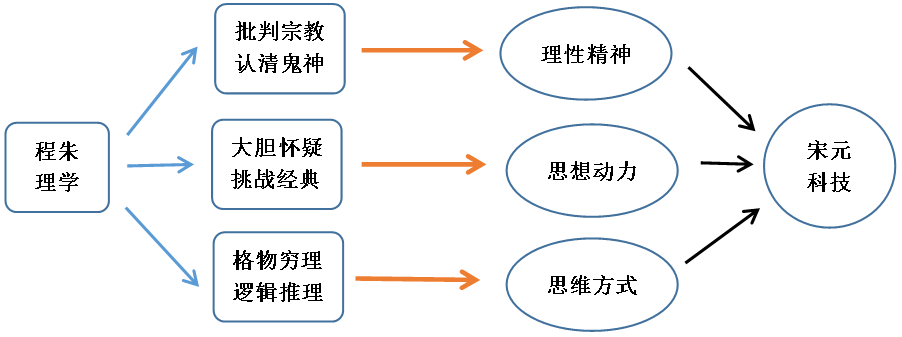 程朱
理学
批判宗教
认清鬼神
理性精神
大胆怀疑
挑战经典
思想动力
格物穷理
逻辑推理
思维方式
宋元
科技